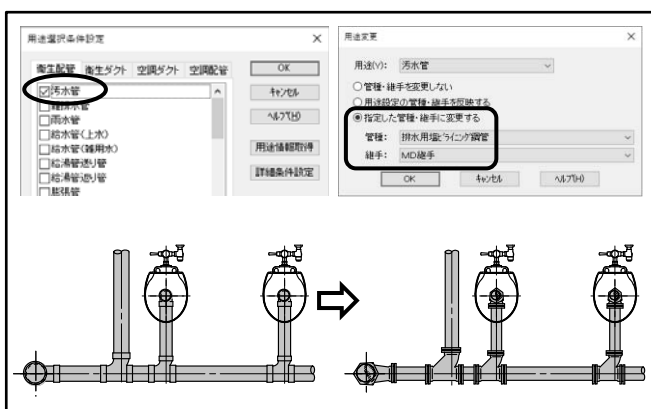 用途選択条件設定
衛生配管 衛生ダクト 空調ダクト 空調配管
汚水管
雑排水管
雨水管
給水管(上水)
給水管(雑用水)
給湯管送り管
給湯管返り管
膨張管
OK
キャンセル
ヘルプ(H)
用途情報取得
詳細条件設定
用途変更
用途(V): 汚水管
管種・継手を変更しない
用途設定の管種・継手を反映する
指定した管種・継手に変更する
管種: 排水用塩ビライニング鋼管
継手: MD継手
OK キャンセル ヘルプ(H)